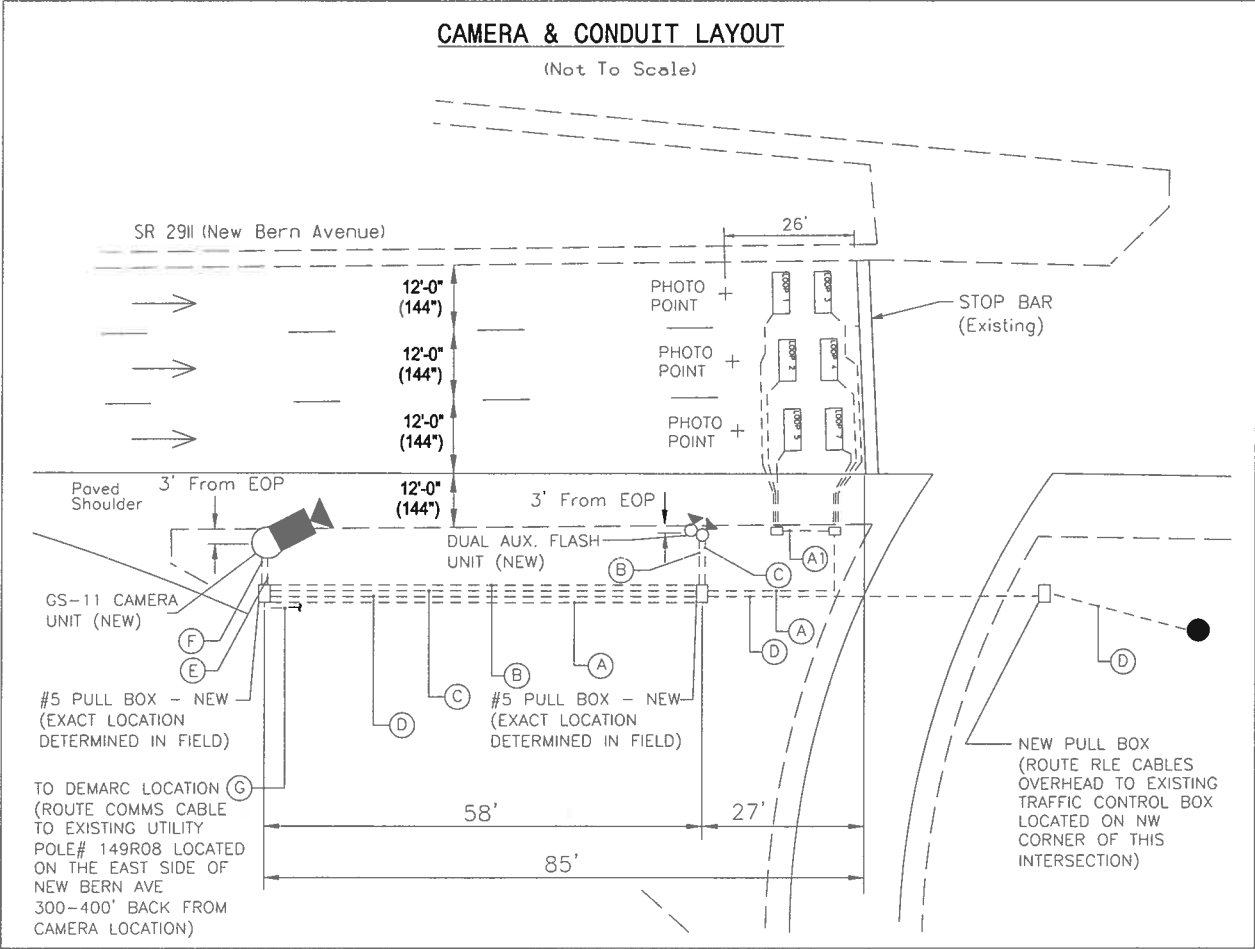 CAMERA & CONDUIT LAYOUT
(Not To Scale)
SR 2911 (New Bern Avenue)
26'
12'-0"
(144")
PHOTO
POINT
LOOP 1
LOOP 3
STOP BAR
(Existing)
12'-0"
(144")
PHOTO
POINT
LOOP 2
LOOP 4
12'-0"
(144")
PHOTO
POINT
LOOP 5
LOOP 7
Paved
Shoulder
3' From EOP
12'-0"
(144")
3' From EOP
DUAL AUX. FLASH
UNIT (NEW)
B
C
A1
GS-11 CAMERA
UNIT (NEW)
F
E
D
C
B
A
D
A
D
#5 PULL BOX - NEW
(EXACT LOCATION
DETERMINED IN FIELD)
#5 PULL BOX - NEW
(EXACT LOCATION
DETERMINED IN FIELD)
NEW PULL BOX
(ROUTE RLE CABLES
OVERHEAD TO EXISTING
TRAFFIC CONTROL BOX
LOCATED ON NW
CORNER OF THIS
INTERSECTION)
TO DEMARC LOCATION G
(ROUTE COMMS CABLE
TO EXISTING UTILITY
POLE# 149R08 LOCATED
ON THE EAST SIDE OF
NEW BERN AVE
300-400' BACK FROM
CAMERA LOCATION)
58'
27'
85'